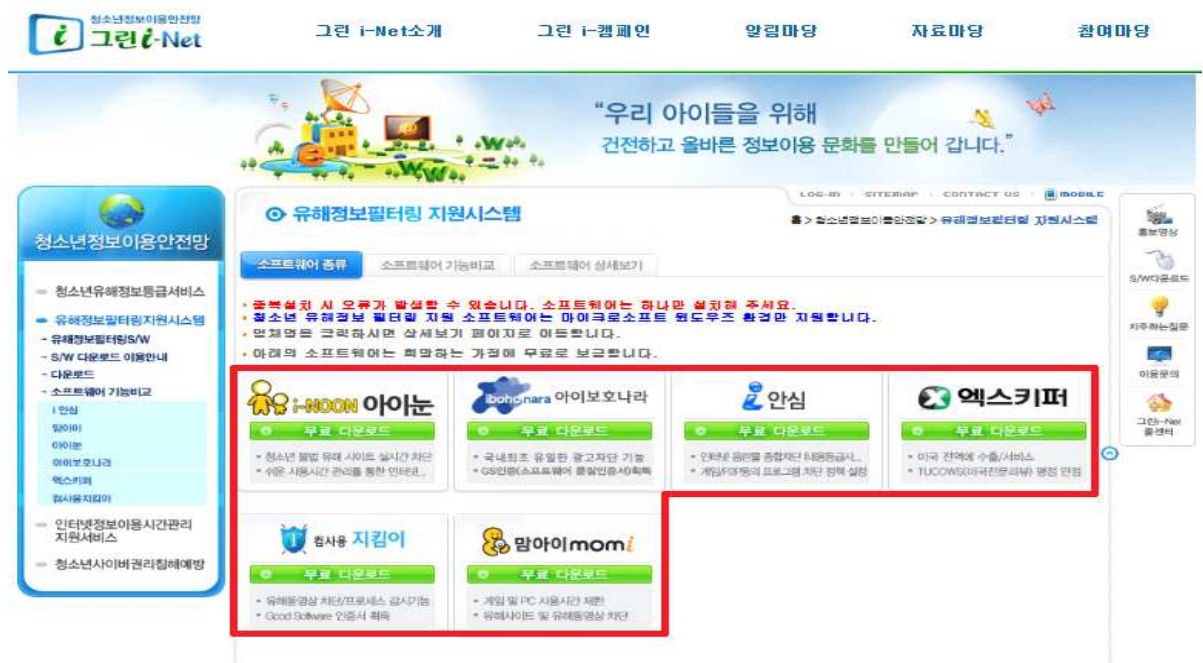 청소년정보이용안전망
그린 i-Net
그린 i-Net소개
그린 i-캠페인
알림마당
자료마당
참여마당
“우리 아이들을 위해
건전하고 올바른 정보이용 문화를 만들어 갑니다.”
LOG-IN
SITEMAP
CONTACT US
MOBILE
유해정보필터링 지원시스템
홈 > 청소년정보이용안전망 > 유해정보필터링 지원시스템
청소년정보이용안전망
청소년유해정보등급서비스
유해정보필터링지원시스템
- 유해정보필터링S/W
- S/W 다운로드 이용안내
- 다운로드
- 소프트웨어 기능비교
i 안심
맘아이
아이눈
아이보호나라
엑스키퍼
컴사용지킴이
인터넷정보이용시간관리
지원서비스
청소년사이버권리침해예방
소프트웨어 종류
소프트웨어 기능비교
소프트웨어 상세보기
중복설치 시 오류가 발생할 수 있습니다. 소프트웨어는 하나만 설치해 주세요.
청소년 유해정보 필터링 지원 소프트웨어는 마이크로소프트 윈도우즈 환경만 지원합니다.
업체명을 클릭하시면 상세보기 페이지로 이동합니다.
아래의 소프트웨어는 희망하는 가정에 무료로 보급합니다.
i-NOON 아이눈
무료 다운로드
청소년 불법 유해 사이트 실시간 차단
쉬운 사용시간 관리를 통한 인터넷...
ibohonara 아이보호나라
무료 다운로드
국내최초 유일한 광고차단 기능
GS인증(소프트웨어 품질인증서)획득
i 안심
무료 다운로드
인터넷 음란물 종합차단 내용등급서...
게임/P2P등의 프로그램 차단 정책 설정
엑스키퍼
무료 다운로드
미국 전역에 수출/서비스
TUCOWS(미국전문리뷰) 평점 만점
컴사용 지킴이
무료 다운로드
유해동영상 차단/프로세스 감시기능
Good Software 인증서 획득
맘아이 momi
무료 다운로드
게임 및 PC 사용시간 제한
유해사이트 및 유해동영상 차단
홍보영상
S/W다운로드
자주하는질문
이용문의
그린i-Net
콜센터